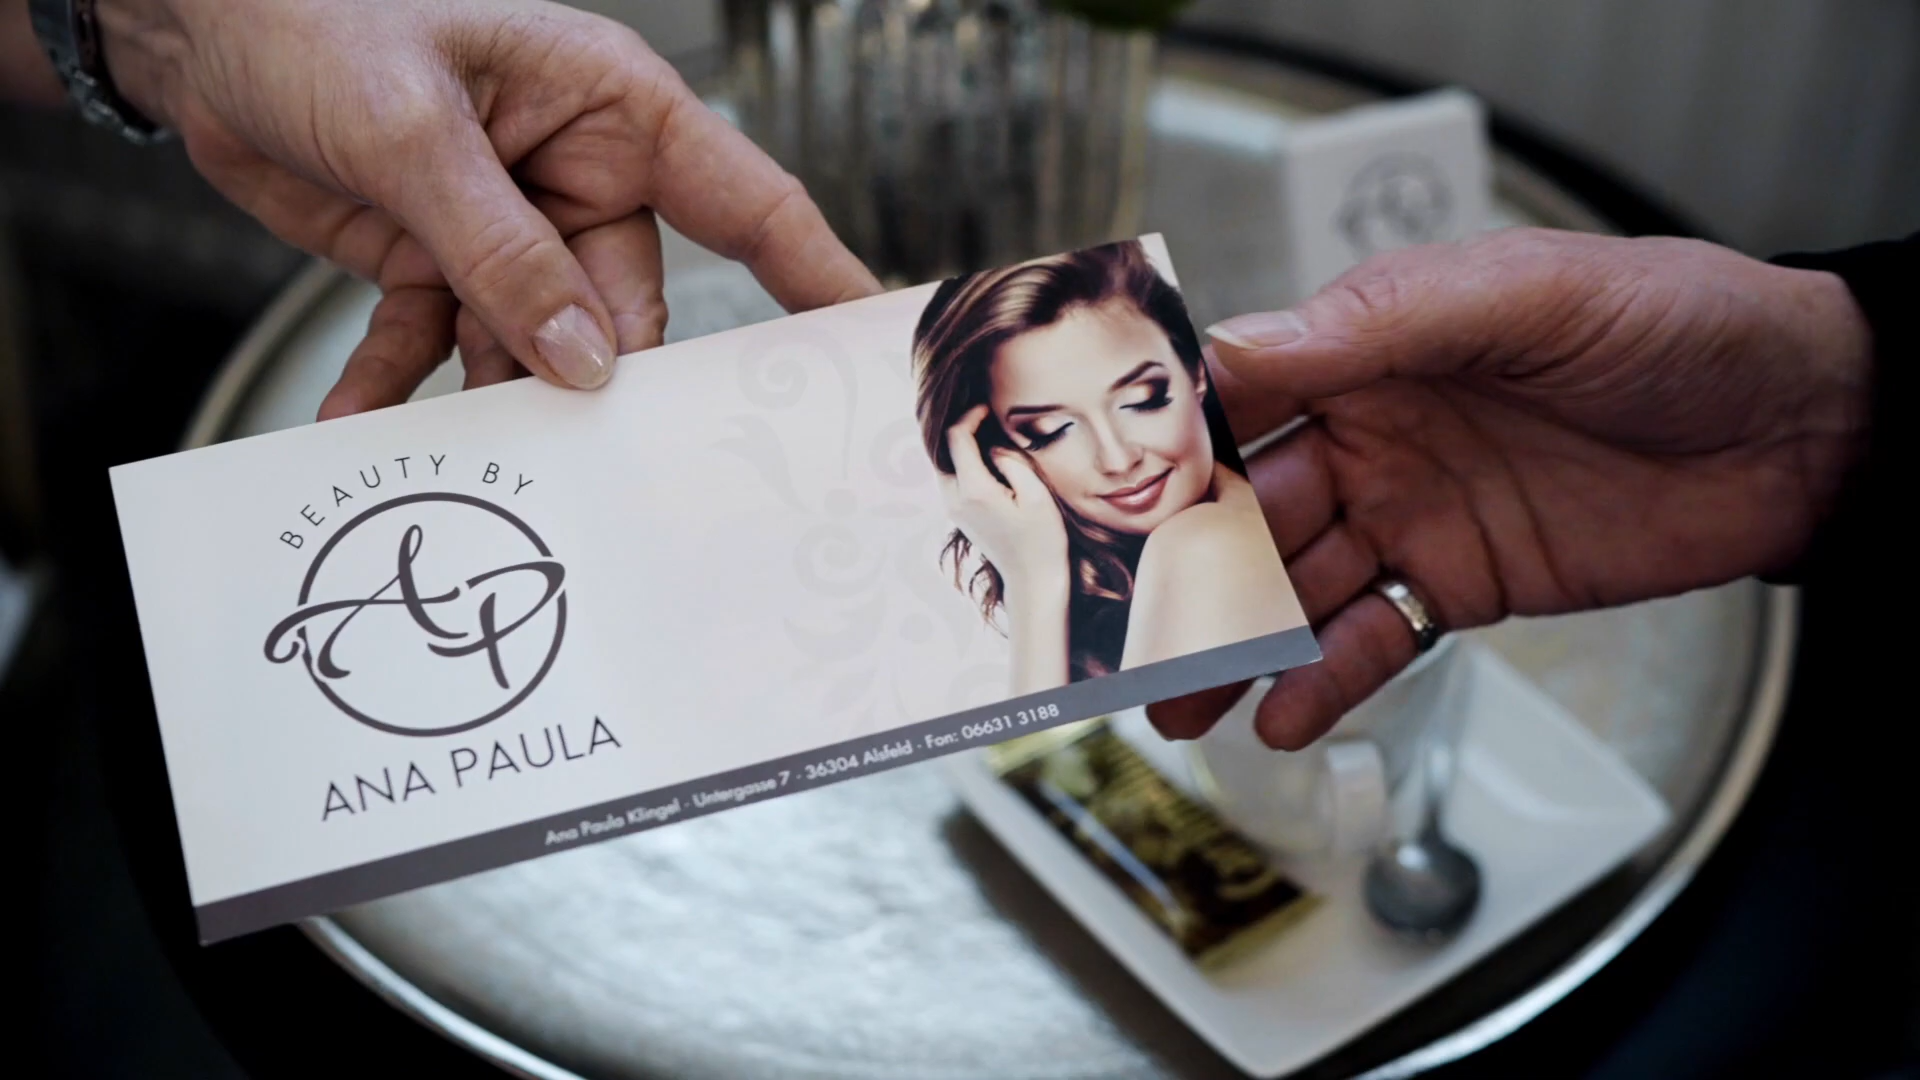 BEAUTY BY
AP
ANA PAULA
Ana Paula Klingel - Untergasse 7 - 36304 Alsfeld - Fon: 06631 3188